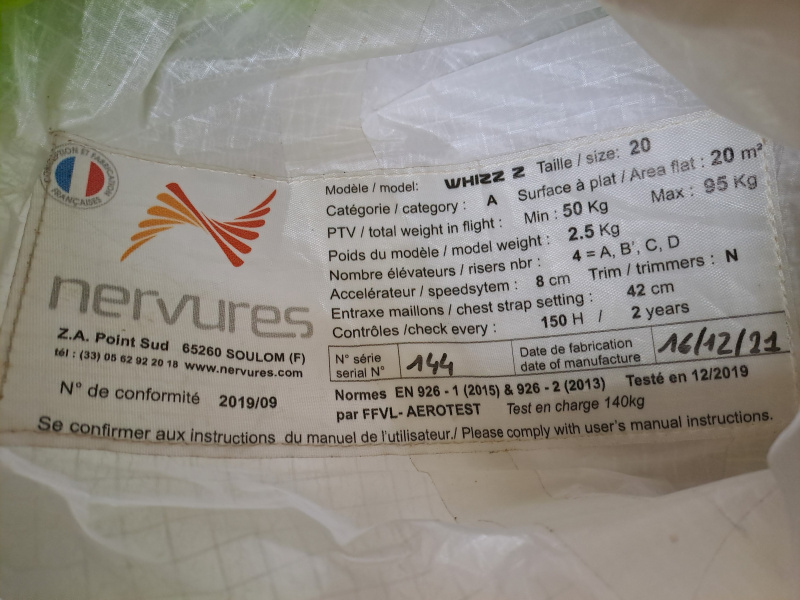 CONCEPTION ET FABRICATION
FRANÇAISES
nervures
Z.A. Point Sud 65260 SOULOM (F)
tél : (33) 05 62 92 20 18 www.nervures.com
N° de conformité 2019/09
Modèle / model: WHIZZ 2 Taille / size: 20
Catégorie / category : A Surface à plat / Area flat : 20 m²
PTV / total weight in flight : Min : 50 Kg Max : 95 Kg
Poids du modèle / model weight : 2.5 Kg
Nombre élévateurs / risers nbr : 4 = A, B', C, D
Accelérateur / speedsytem : 8 cm Trim / trimmers : N
Entraxe maillons / chest strap setting : 42 cm
Contrôles /check every : 150 H / 2 years
N° série
serial N° 144
Date de fabrication
date of manufacture 16/12/21
Normes EN 926 - 1 (2015) & 926 - 2 (2013) Testé en 12/2019
par FFVL- AEROTEST Test en charge 140kg
Se confirmer aux instructions du manuel de l'utilisateur./ Please comply with user's manual instructions.